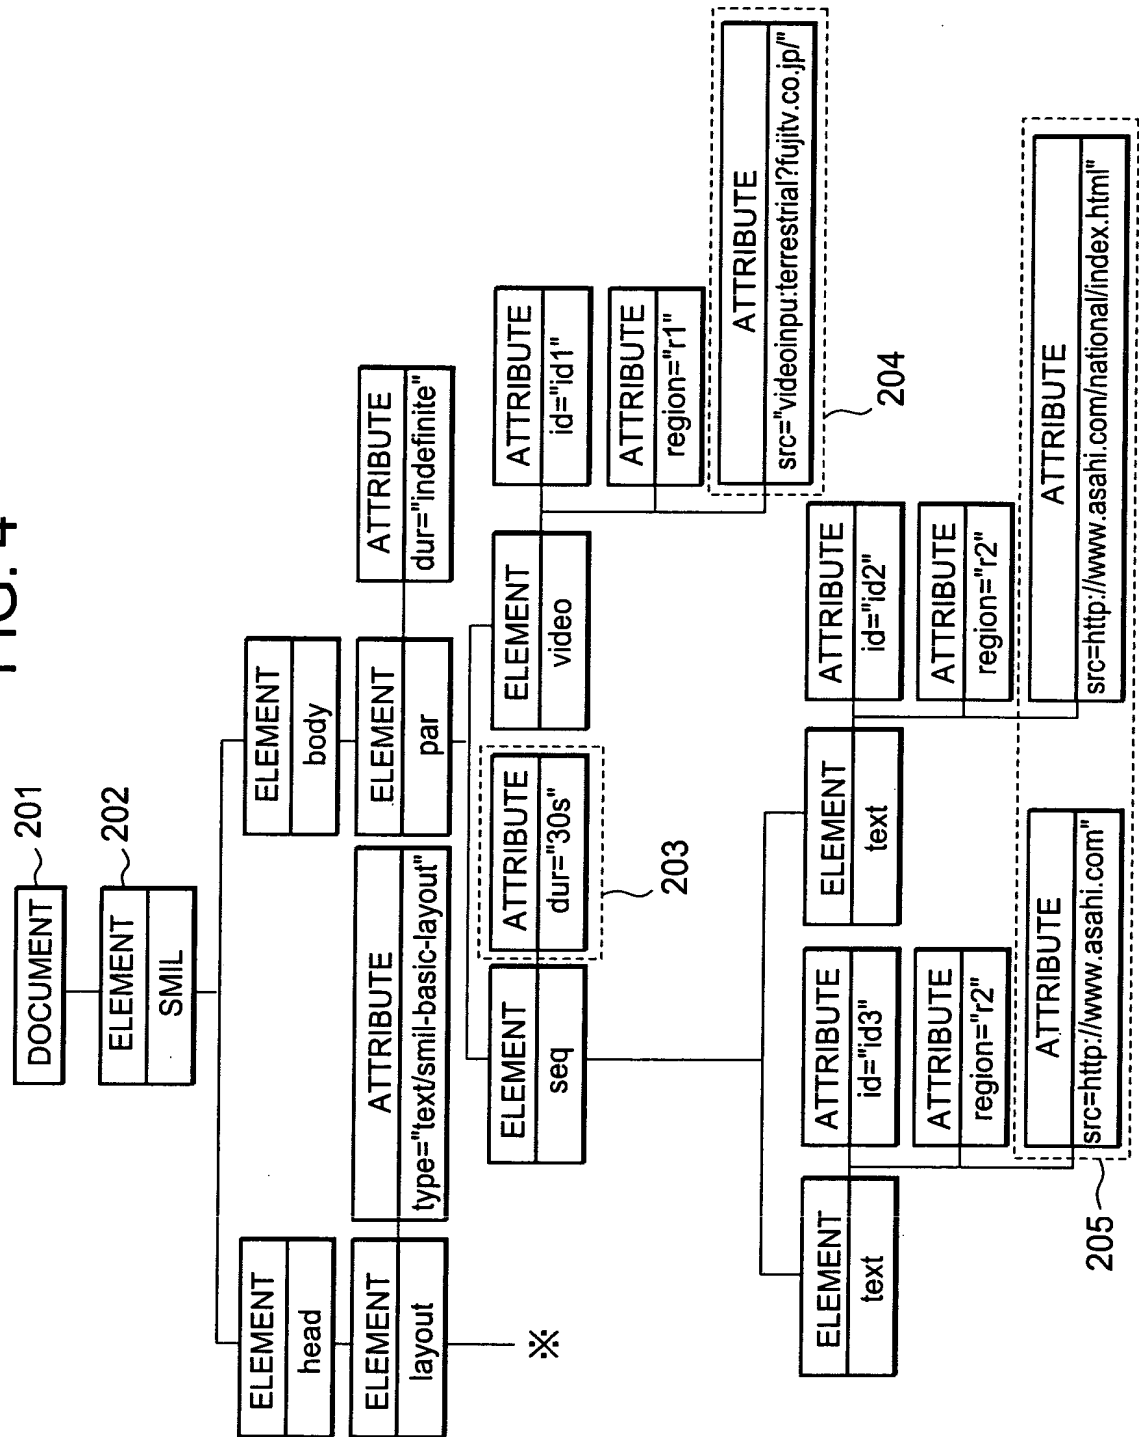 FIG. 4
DOCUMENT
201
ELEMENT
SMIL
202
ELEMENT
head
ELEMENT
body
ELEMENT
layout
ATTRIBUTE
type="text/smil-basic-layout"
ELEMENT
par
ATTRIBUTE
dur="indefinite"
※
ELEMENT
seq
ATTRIBUTE
dur="30s"
203
ELEMENT
video
ATTRIBUTE
id="id1"
ATTRIBUTE
region="r1"
ATTRIBUTE
src="videoinpu:terrestrial?fujitv.co.jp/"
204
ELEMENT
text
ATTRIBUTE
id="id3"
ATTRIBUTE
region="r2"
ATTRIBUTE
src=http://www.asahi.com"
ELEMENT
text
ATTRIBUTE
id="id2"
ATTRIBUTE
region="r2"
ATTRIBUTE
src=http://www.asahi.com/national/index.html"
205